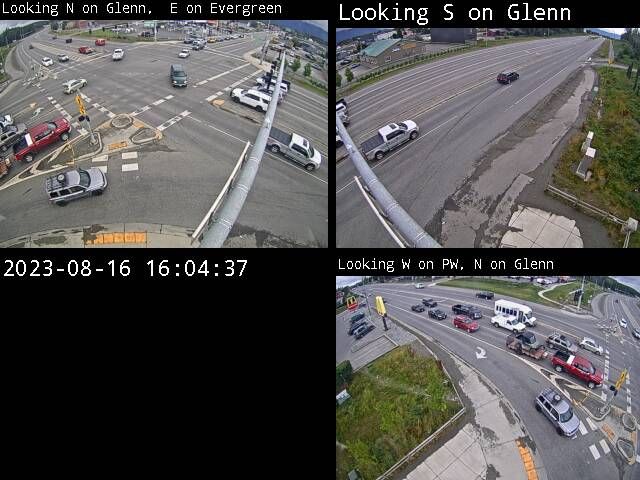 Looking N on Glenn, E on Evergreen
Looking S on Glenn
2023-08-16 16:04:37
Looking W on PW, N on Glenn